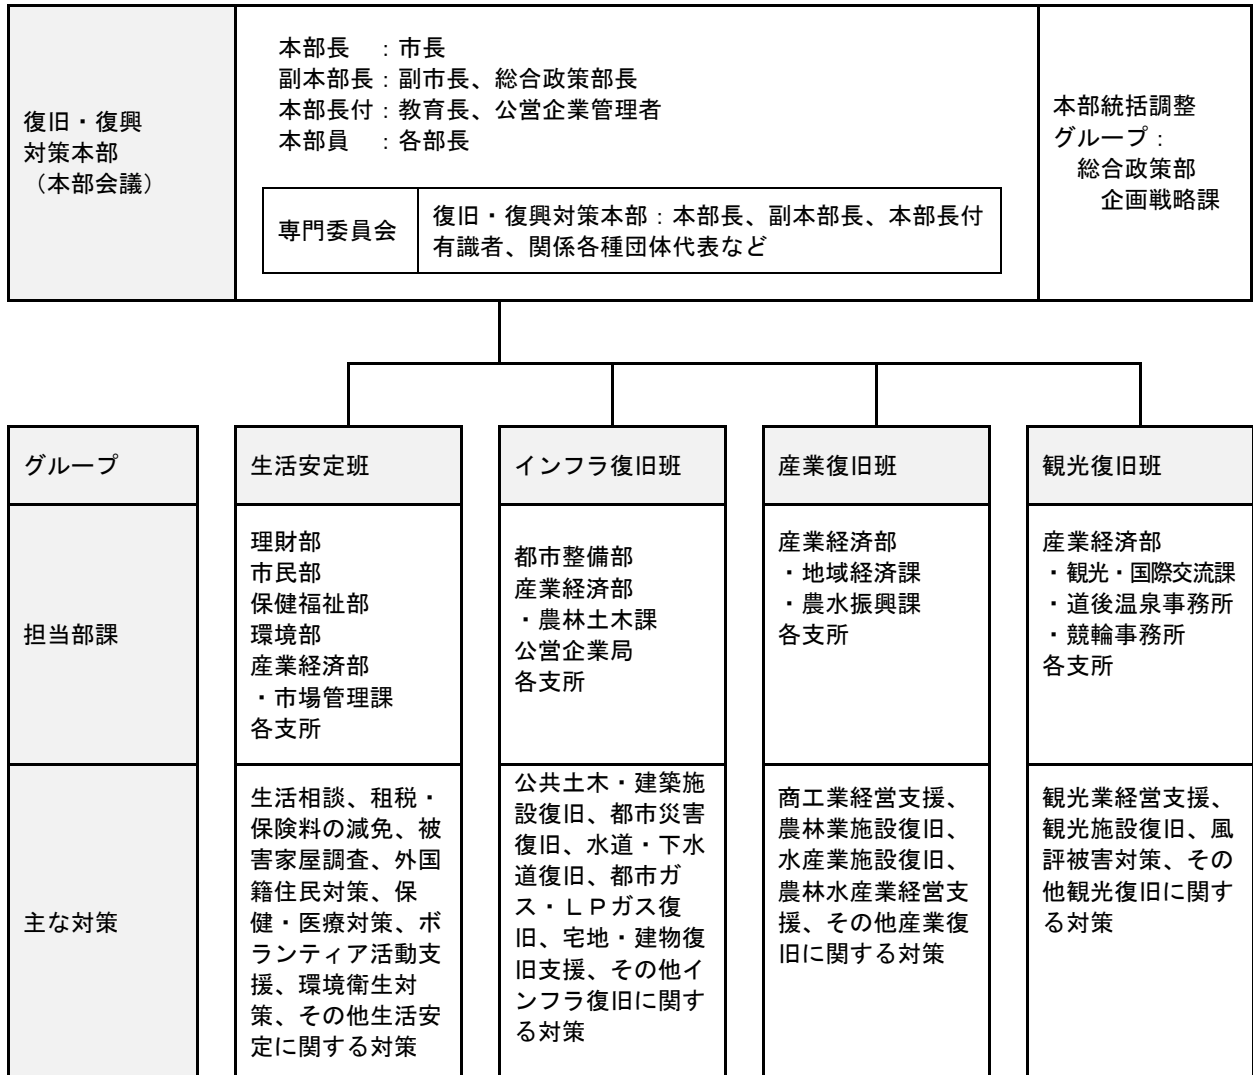 復旧・復興
対策本部
（本部会議）
本部長　：市長
副本部長：副市長、総合政策部長
本部長付：教育長、公営企業管理者
本部員　：各部長
専門委員会
復旧・復興対策本部：本部長、副本部長、本部長付
有識者、関係各種団体代表など
本部統括調整
グループ：
総合政策部
企画戦略課
グループ
生活安定班
インフラ復旧班
産業復旧班
観光復旧班
担当部課
理財部
市民部
保健福祉部
環境部
産業経済部
・市場管理課
各支所
都市整備部
産業経済部
・農林土木課
公営企業局
各支所
産業経済部
・地域経済課
・農水振興課
各支所
産業経済部
・観光・国際交流課
・道後温泉事務所
・競輪事務所
各支所
主な対策
生活相談、租税・
保険料の減免、被
害家屋調査、外国
籍住民対策、保
健・医療対策、ボ
ランティア活動支
援、環境衛生対
策、その他生活安
定に関する対策
公共土木・建築施
設復旧、都市災害
復旧、水道・下水
道復旧、都市ガ
ス・ＬＰガス復
旧、宅地・建物復
旧支援、その他イ
ンフラ復旧に関す
る対策
商工業経営支援、
農林業施設復旧、
水産業施設復旧、
農林水産業経営支
援、その他産業復
旧に関する対策
観光業経営支援、
観光施設復旧、風
評被害対策、その
他観光復旧に関す
る対策